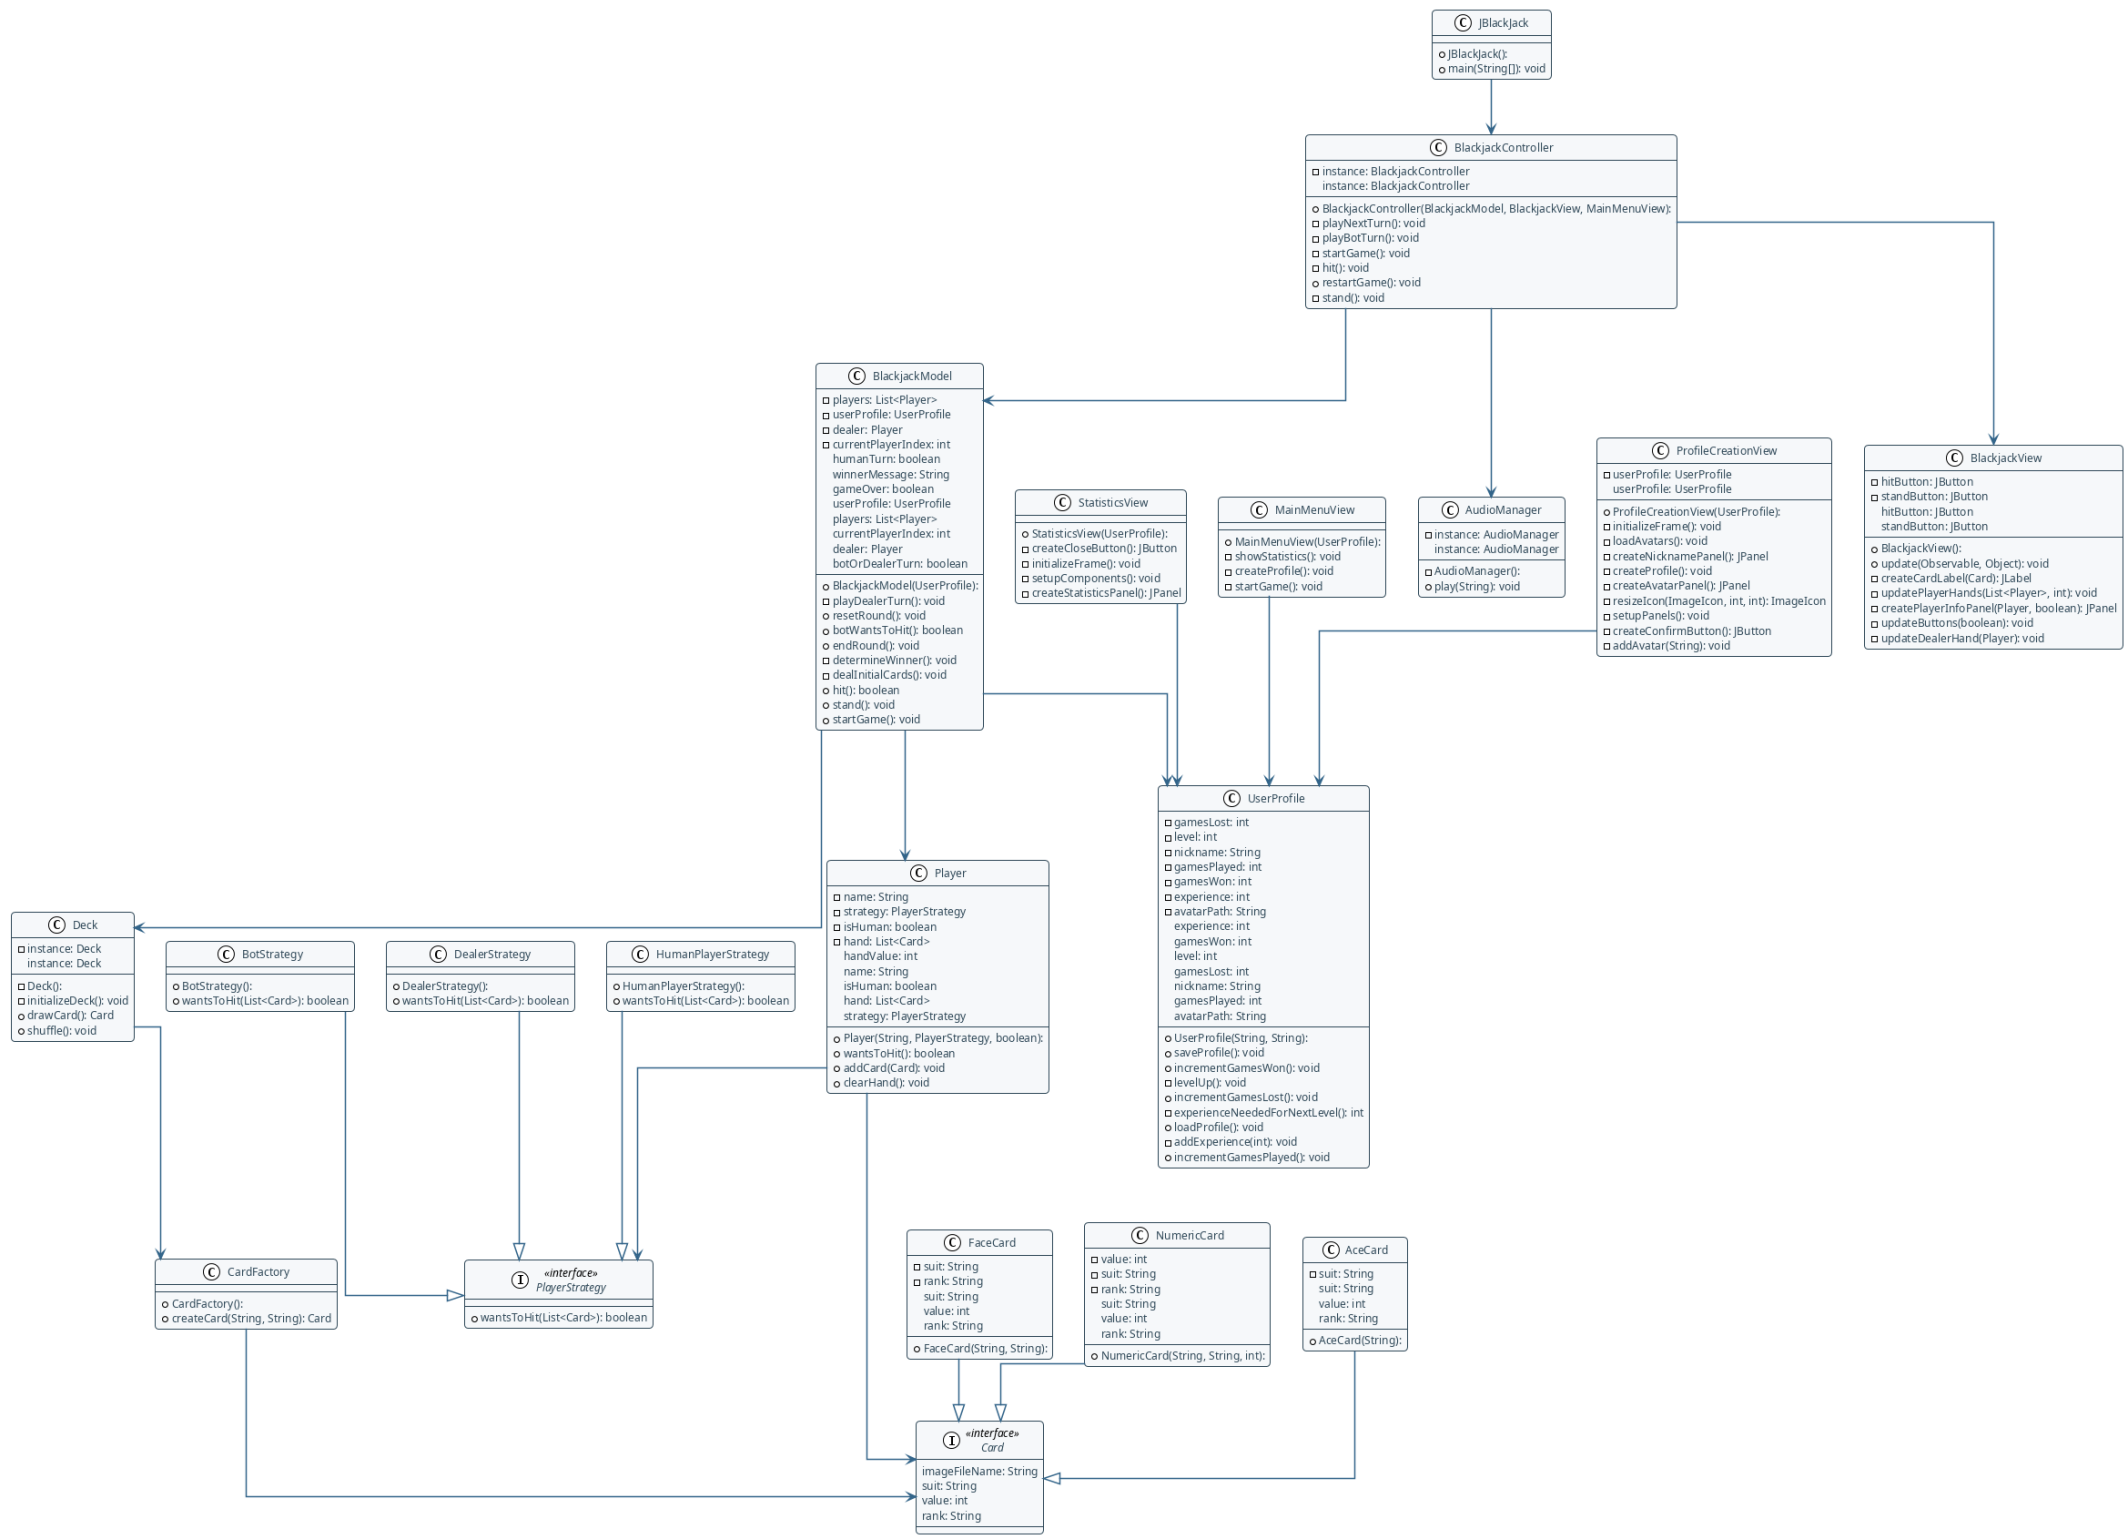 C JBlackJack
JBlackJack():
main(String[]): void
C BlackjackController
instance: BlackjackController
instance: BlackjackController
BlackjackController(BlackjackModel, BlackjackView, MainMenuView):
playNextTurn(): void
playBotTurn(): void
startGame(): void
hit(): void
restartGame(): void
stand(): void
C BlackjackModel
players: List<Player>
userProfile: UserProfile
dealer: Player
currentPlayerIndex: int
humanTurn: boolean
winnerMessage: String
gameOver: boolean
userProfile: UserProfile
players: List<Player>
currentPlayerIndex: int
dealer: Player
botOrDealerTurn: boolean
BlackjackModel(UserProfile):
playDealerTurn(): void
resetRound(): void
botWantsToHit(): boolean
endRound(): void
determineWinner(): void
dealInitialCards(): void
hit(): boolean
stand(): void
startGame(): void
C StatisticsView
StatisticsView(UserProfile):
createCloseButton(): JButton
initializeFrame(): void
setupComponents(): void
createStatisticsPanel(): JPanel
C MainMenuView
MainMenuView(UserProfile):
showStatistics(): void
createProfile(): void
startGame(): void
C AudioManager
instance: AudioManager
instance: AudioManager
AudioManager():
play(String): void
C ProfileCreationView
userProfile: UserProfile
userProfile: UserProfile
ProfileCreationView(UserProfile):
initializeFrame(): void
loadAvatars(): void
createNicknamePanel(): JPanel
createProfile(): void
createAvatarPanel(): JPanel
resizeIcon(ImageIcon, int, int): ImageIcon
setupPanels(): void
createConfirmButton(): JButton
addAvatar(String): void
C BlackjackView
hitButton: JButton
standButton: JButton
hitButton: JButton
standButton: JButton
BlackjackView():
update(Observable, Object): void
createCardLabel(Card): JLabel
updatePlayerHands(List<Player>, int): void
createPlayerInfoPanel(Player, boolean): JPanel
updateButtons(boolean): void
updateDealerHand(Player): void
C UserProfile
gamesLost: int
level: int
nickname: String
gamesPlayed: int
gamesWon: int
experience: int
avatarPath: String
experience: int
gamesWon: int
level: int
gamesLost: int
nickname: String
gamesPlayed: int
avatarPath: String
UserProfile(String, String):
saveProfile(): void
incrementGamesWon(): void
levelUp(): void
incrementGamesLost(): void
experienceNeededForNextLevel(): int
loadProfile(): void
addExperience(int): void
incrementGamesPlayed(): void
C Player
name: String
strategy: PlayerStrategy
isHuman: boolean
hand: List<Card>
handValue: int
name: String
isHuman: boolean
hand: List<Card>
strategy: PlayerStrategy
Player(String, PlayerStrategy, boolean):
wantsToHit(): boolean
addCard(Card): void
clearHand(): void
C Deck
instance: Deck
instance: Deck
Deck():
initializeDeck(): void
drawCard(): Card
shuffle(): void
C BotStrategy
BotStrategy():
wantsToHit(List<Card>): boolean
C DealerStrategy
DealerStrategy():
wantsToHit(List<Card>): boolean
C HumanPlayerStrategy
HumanPlayerStrategy():
wantsToHit(List<Card>): boolean
C CardFactory
CardFactory():
createCard(String, String): Card
I «interface»
PlayerStrategy
wantsToHit(List<Card>): boolean
C FaceCard
suit: String
rank: String
suit: String
value: int
rank: String
FaceCard(String, String):
C NumericCard
value: int
suit: String
rank: String
suit: String
value: int
rank: String
NumericCard(String, String, int):
C AceCard
suit: String
suit: String
value: int
rank: String
AceCard(String):
I «interface»
Card
imageFileName: String
suit: String
value: int
rank: String